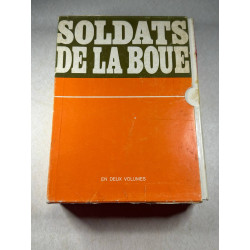 SOLDATS
DE LA BOUE
EN DEUX VOLUMES